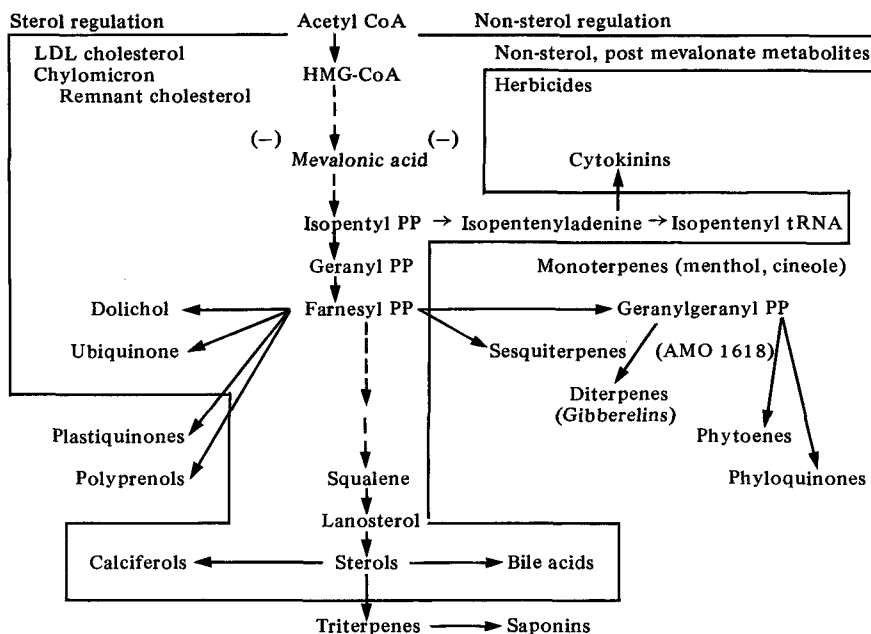 Sterol regulation
Acetyl CoA
Non-sterol regulation
LDL cholesterol
Chylomicron
Remnant cholesterol
Non-sterol, post mevalonate metabolites
HMG-CoA
Herbicides
(−)
Mevalonic acid
(−)
Cytokinins
Isopentyl PP → Isopentenyladenine → Isopentenyl tRNA
Geranyl PP
Monoterpenes (menthol, cineole)
Dolichol
Farnesyl PP
Geranylgeranyl PP
Ubiquinone
Sesquiterpenes
(AMO 1618)
Diterpenes
(Gibberelins)
Plastiquinones
Phytoenes
Polyprenols
Squalene
Phyloquinones
Lanosterol
Calciferols
Sterols
Bile acids
Triterpenes
Saponins